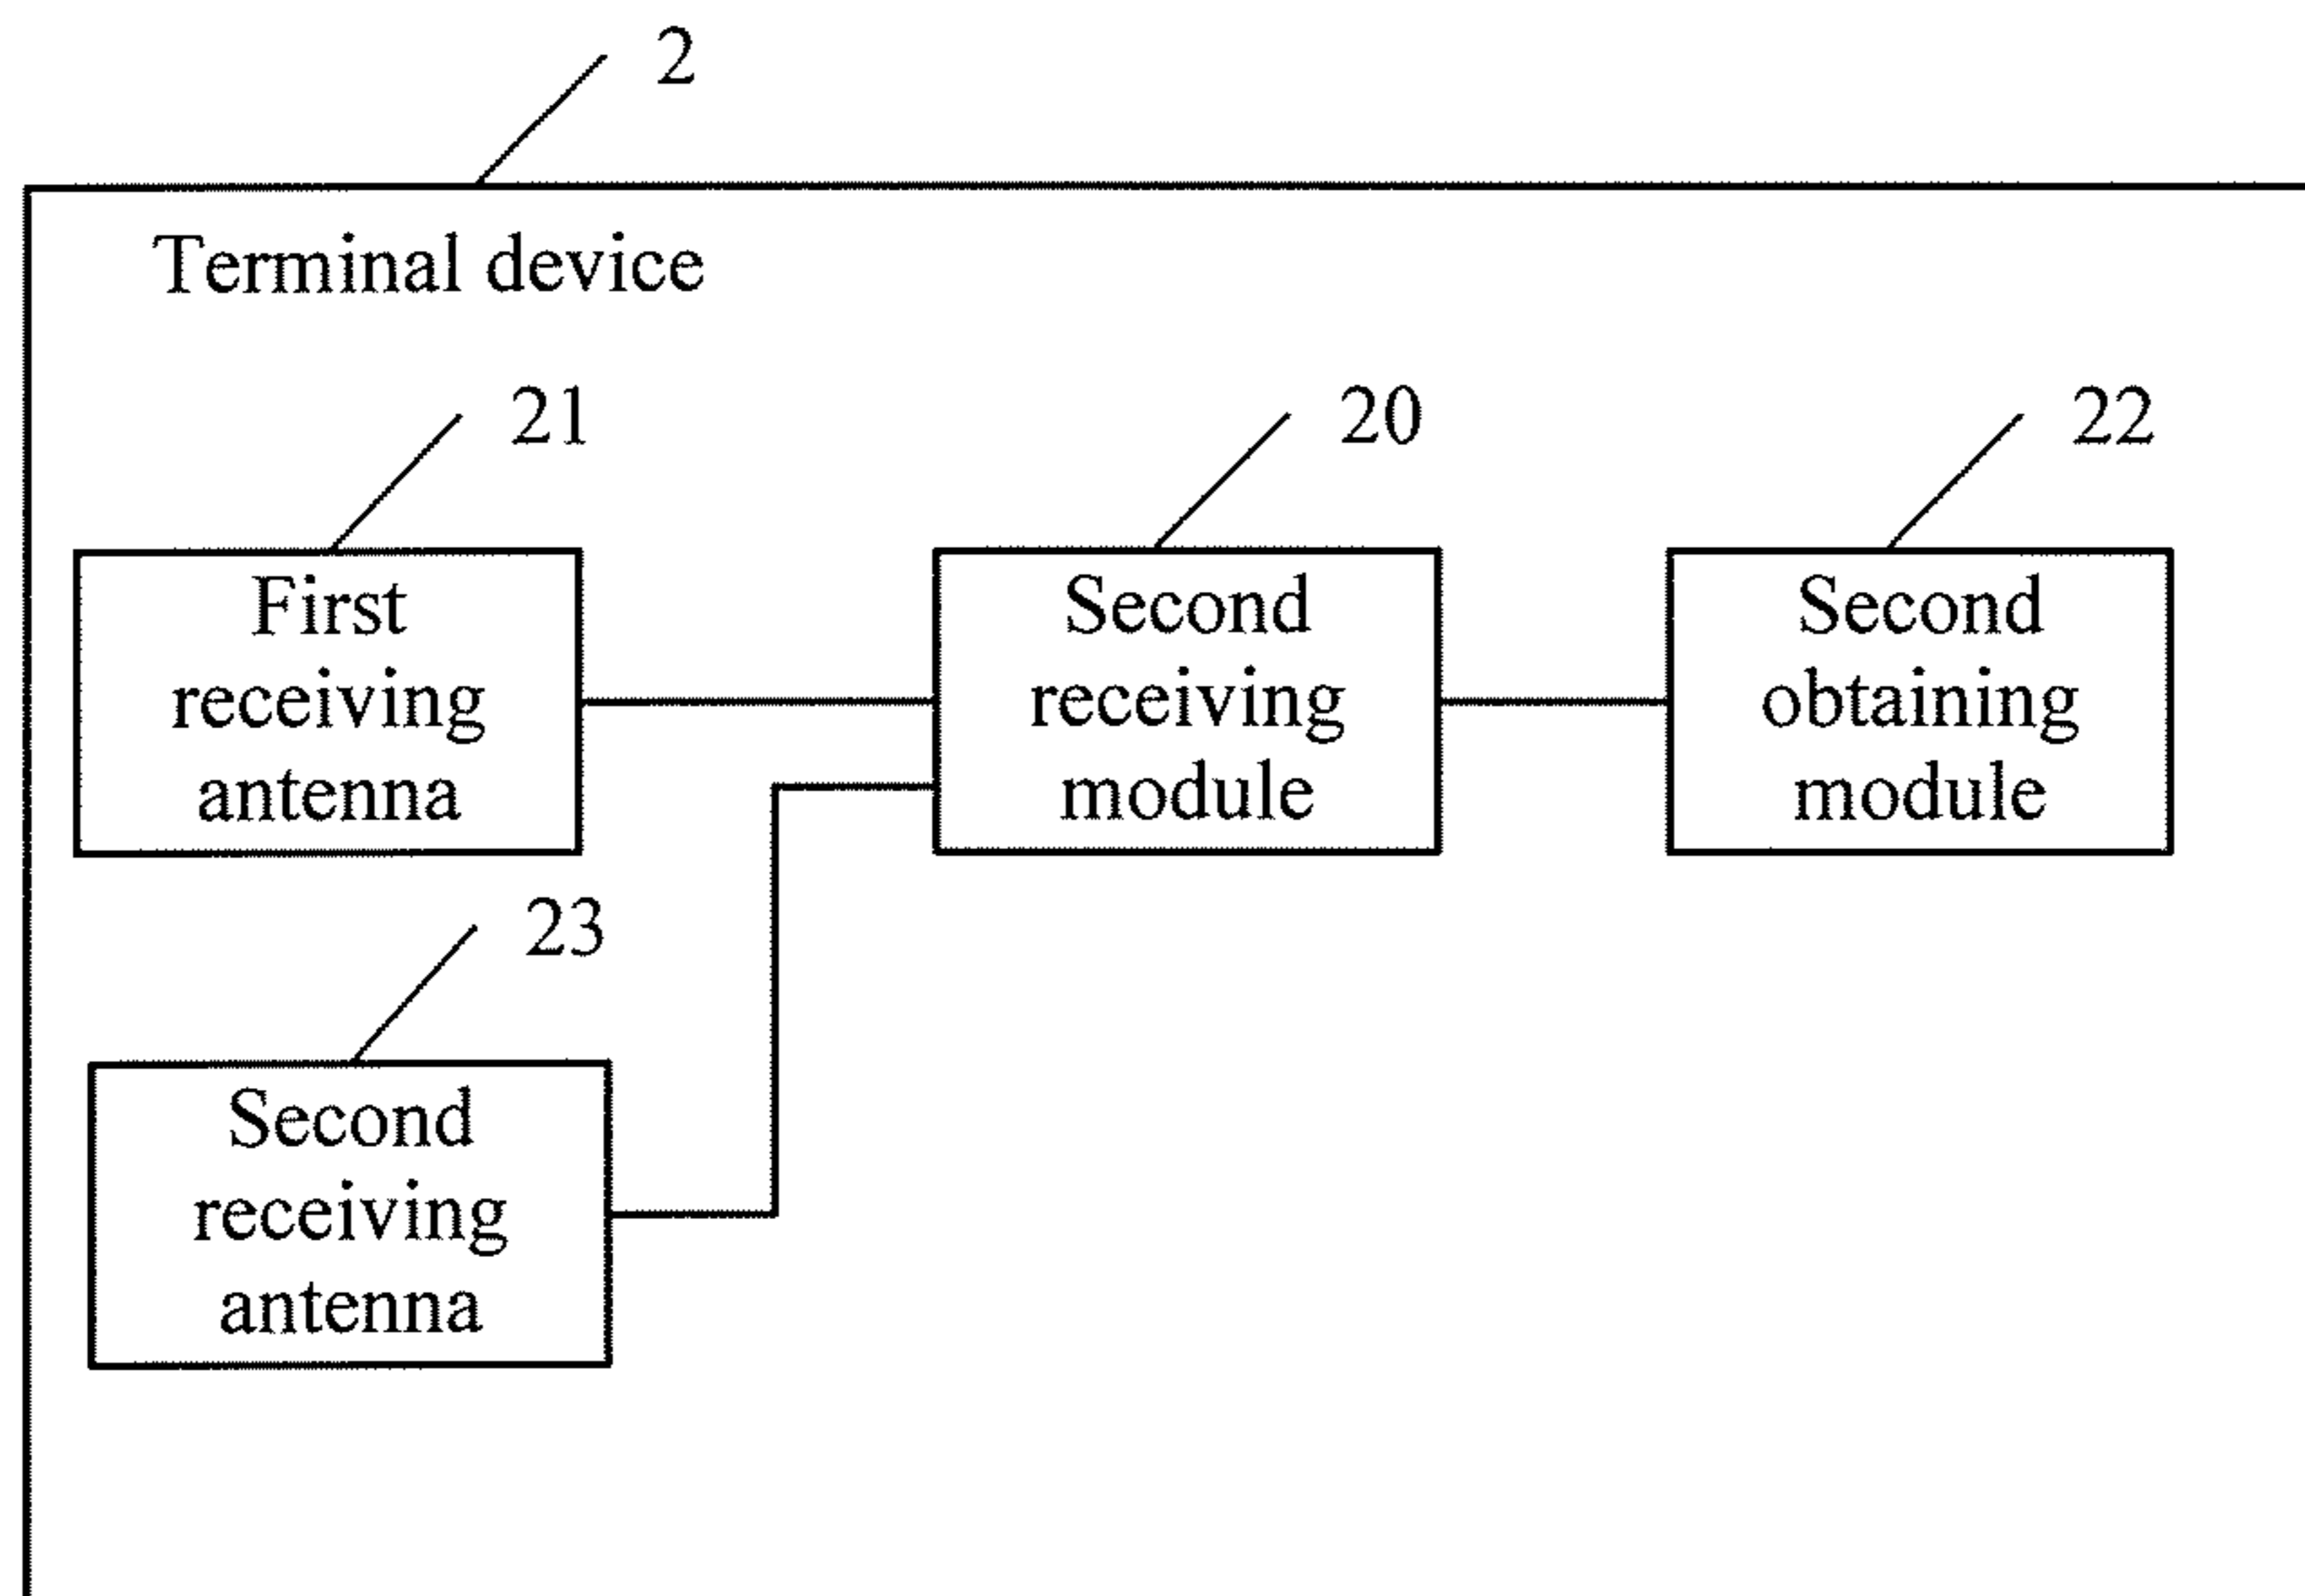 2
Terminal device
21
20
22
First
receiving
antenna
Second
receiving
module
Second
obtaining
module
23
Second
receiving
antenna